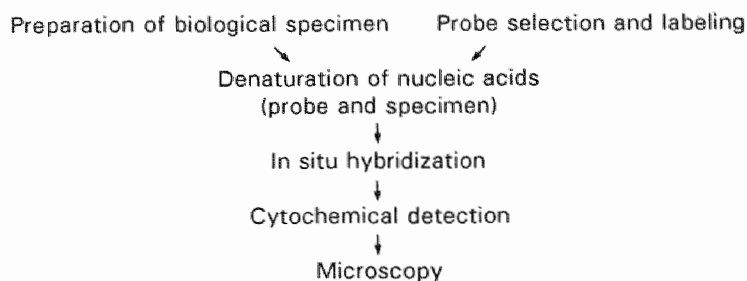 Preparation of biological specimen
Probe selection and labeling
Denaturation of nucleic acids
(probe and specimen)
In situ hybridization
Cytochemical detection
Microscopy